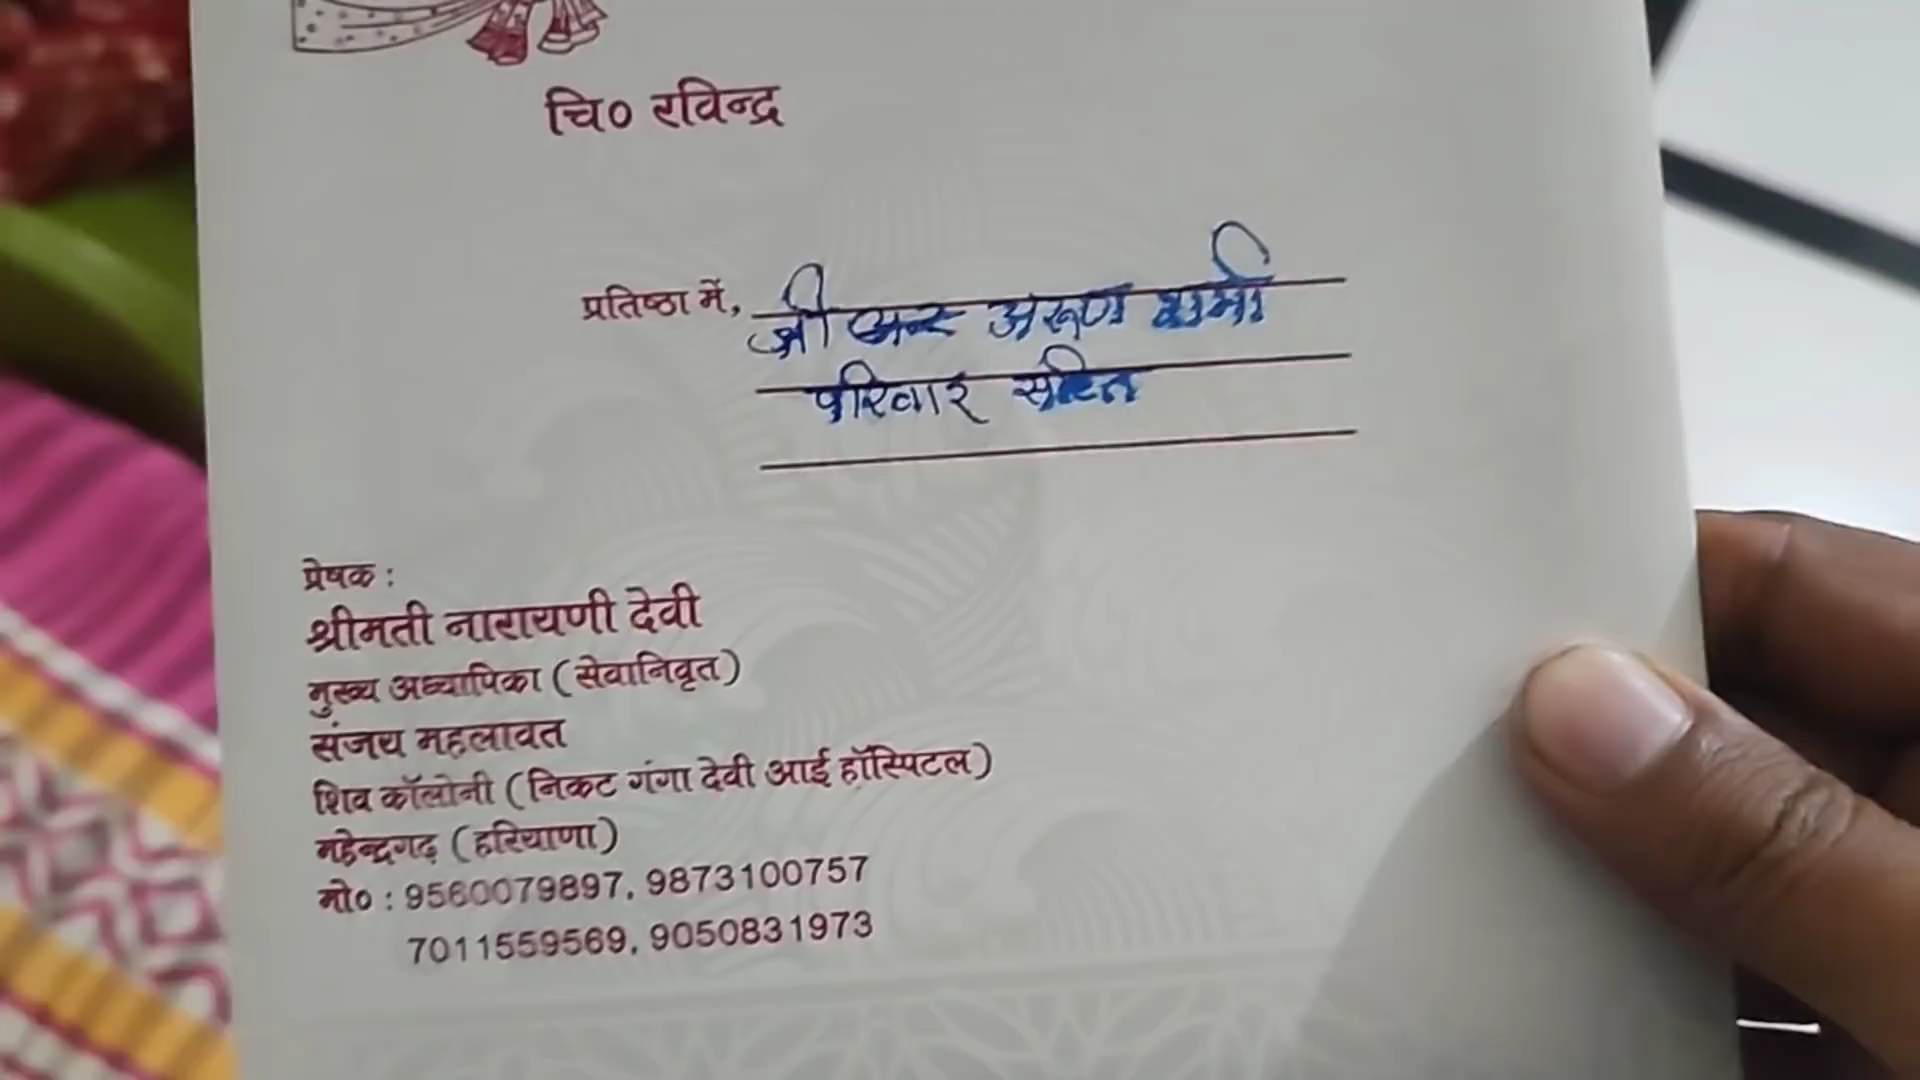 चि० रविन्द्र
प्रतिष्ठा में, श्री अरूण शर्मा
परिवार सहित
प्रेषक :
श्रीमती नारायणी देवी
मुख्य अध्यापिका (सेवानिवृत)
संजय महलावत
शिव कॉलोनी (निकट गंगा देवी आई हॉस्पिटल)
महेन्द्रगढ़ (हरियाणा)
मो० : 9560079897, 9873100757
7011559569, 9050831973